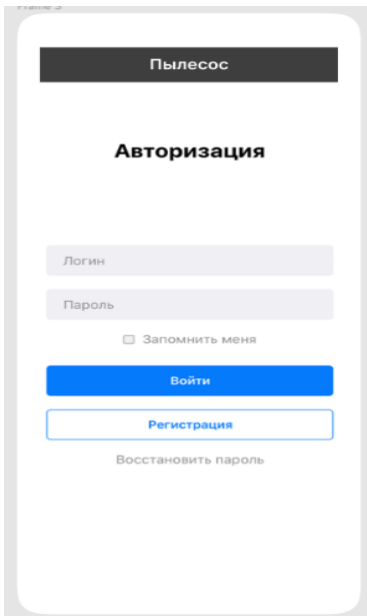 Пылесос
Авторизация
Логин
Пароль
Запомнить меня
Войти
Регистрация
Восстановить пароль